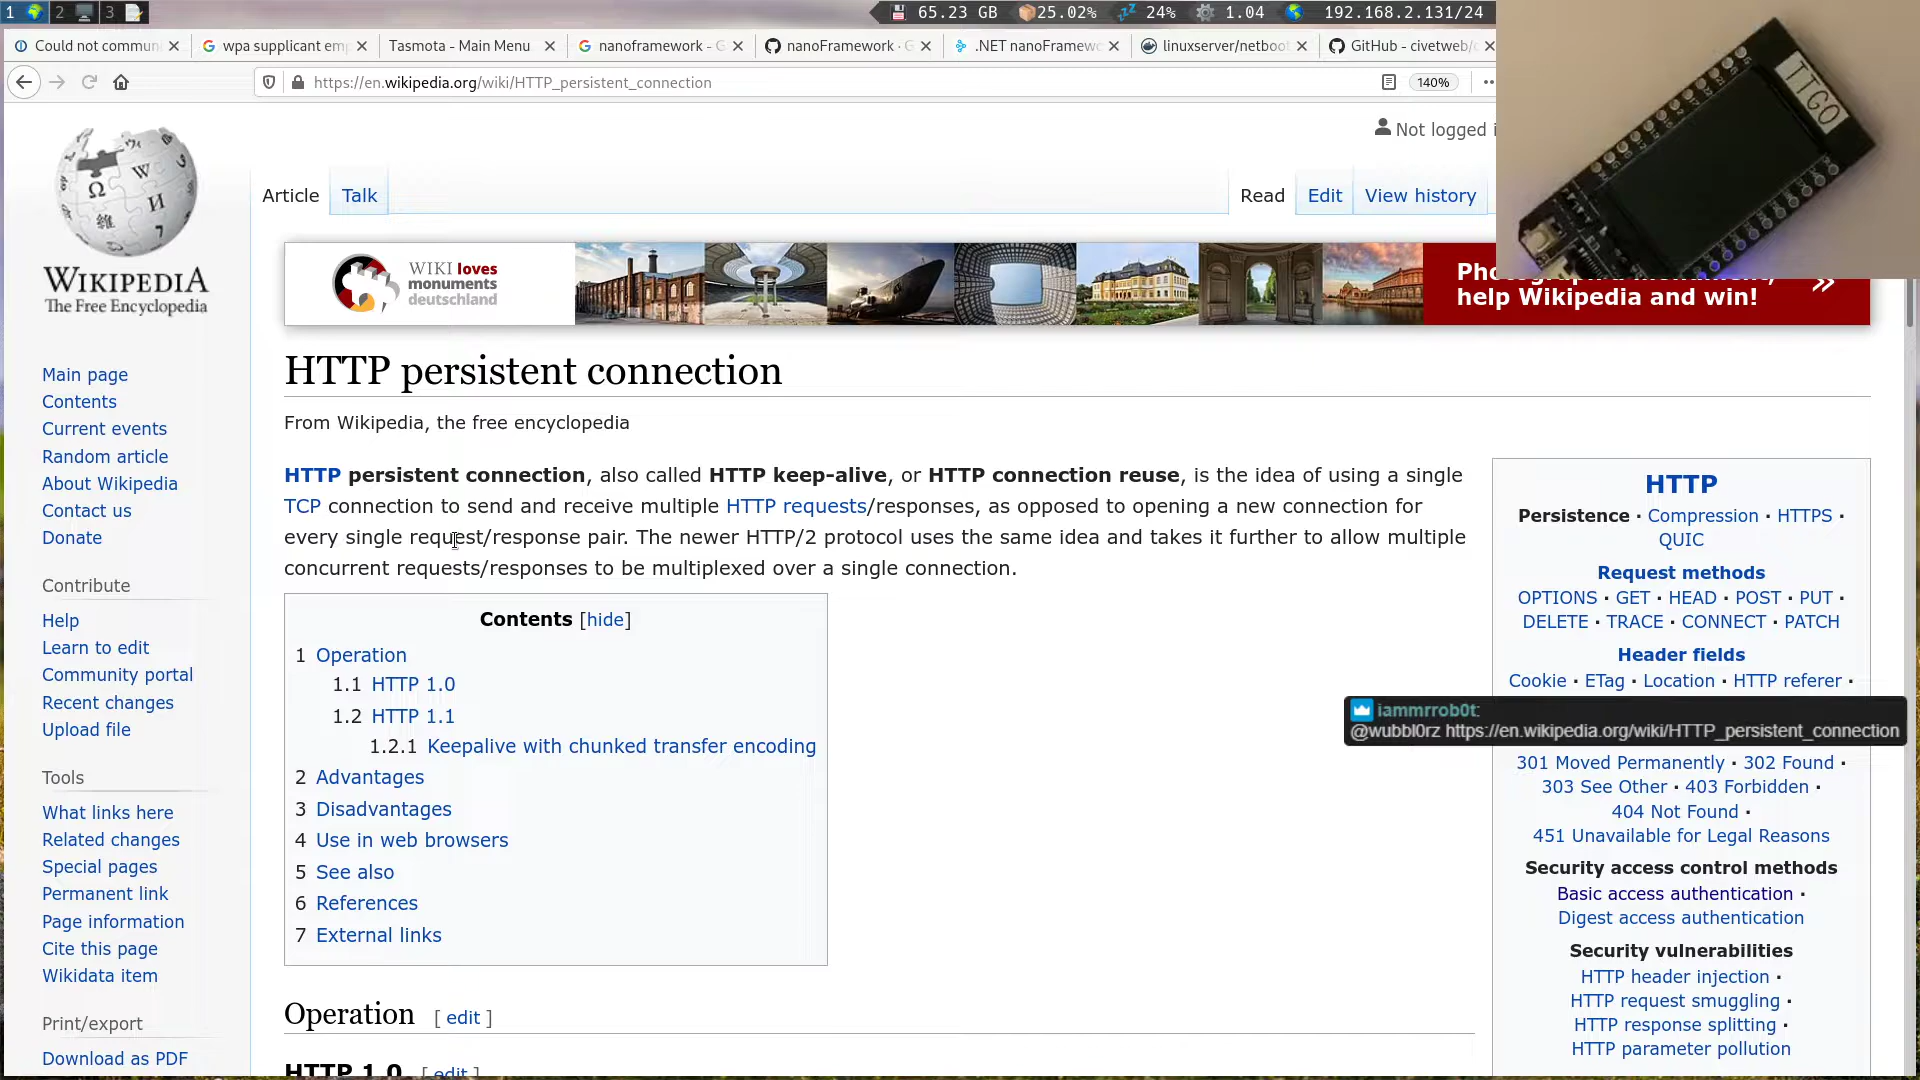 1 2 3 65.23 GB 25.02% 24% 1.04 192.168.2.131/24
Could not commun wpa supplicant emp Tasmota - Main Menu nanoframework - G nanoFramework · G .NET nanoFramewo linuxserver/netboot GitHub - civetweb/c
https://en.wikipedia.org/wiki/HTTP_persistent_connection 140%
TTGO
Not logged i
Article Talk Read Edit View history
WIKIPEDIA
The Free Encyclopedia
WIKI loves
monuments
deutschland
help Wikipedia and win! »
Main page
Contents
Current events
Random article
About Wikipedia
Contact us
Donate
Contribute
Help
Learn to edit
Community portal
Recent changes
Upload file
Tools
What links here
Related changes
Special pages
Permanent link
Page information
Cite this page
Wikidata item
Print/export
Download as PDF
HTTP persistent connection
From Wikipedia, the free encyclopedia
HTTP persistent connection, also called HTTP keep-alive, or HTTP connection reuse, is the idea of using a single
TCP connection to send and receive multiple HTTP requests/responses, as opposed to opening a new connection for
every single request/response pair. The newer HTTP/2 protocol uses the same idea and takes it further to allow multiple
concurrent requests/responses to be multiplexed over a single connection.
Contents [hide]
1 Operation
1.1 HTTP 1.0
1.2 HTTP 1.1
1.2.1 Keepalive with chunked transfer encoding
2 Advantages
3 Disadvantages
4 Use in web browsers
5 See also
6 References
7 External links
Operation [ edit ]
HTTP 1.0 [ edit ]
HTTP
Persistence · Compression · HTTPS ·
QUIC
Request methods
OPTIONS · GET · HEAD · POST · PUT ·
DELETE · TRACE · CONNECT · PATCH
Header fields
Cookie · ETag · Location · HTTP referer ·
iammrrob0t:
@wubbl0rz https://en.wikipedia.org/wiki/HTTP_persistent_connection
301 Moved Permanently · 302 Found ·
303 See Other · 403 Forbidden ·
404 Not Found ·
451 Unavailable for Legal Reasons
Security access control methods
Basic access authentication ·
Digest access authentication
Security vulnerabilities
HTTP header injection ·
HTTP request smuggling ·
HTTP response splitting ·
HTTP parameter pollution